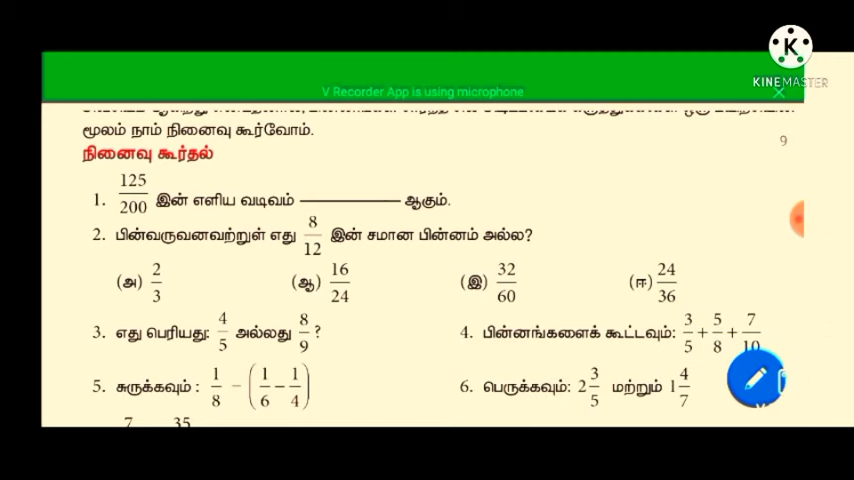 KINEMASTER
V Recorder App is using microphone
மூலம் நாம் நினைவு கூர்வோம்.
9
நினைவு கூர்தல்
1. 125/200 இன் எளிய வடிவம் ———— ஆகும்.
2. பின்வருவனவற்றுள் எது 8/12 இன் சமான பின்னம் அல்ல?
(அ) 2/3 (ஆ) 16/24 (இ) 32/60 (ஈ) 24/36
3. எது பெரியது: 4/5 அல்லது 8/9 ? 4. பின்னங்களைக் கூட்டவும்: 3/5 + 5/8 + 7/10
5. சுருக்கவும் : 1/8 − (1/6 − 1/4) 6. பெருக்கவும்: 2 3/5 மற்றும் 1 4/7
7 35